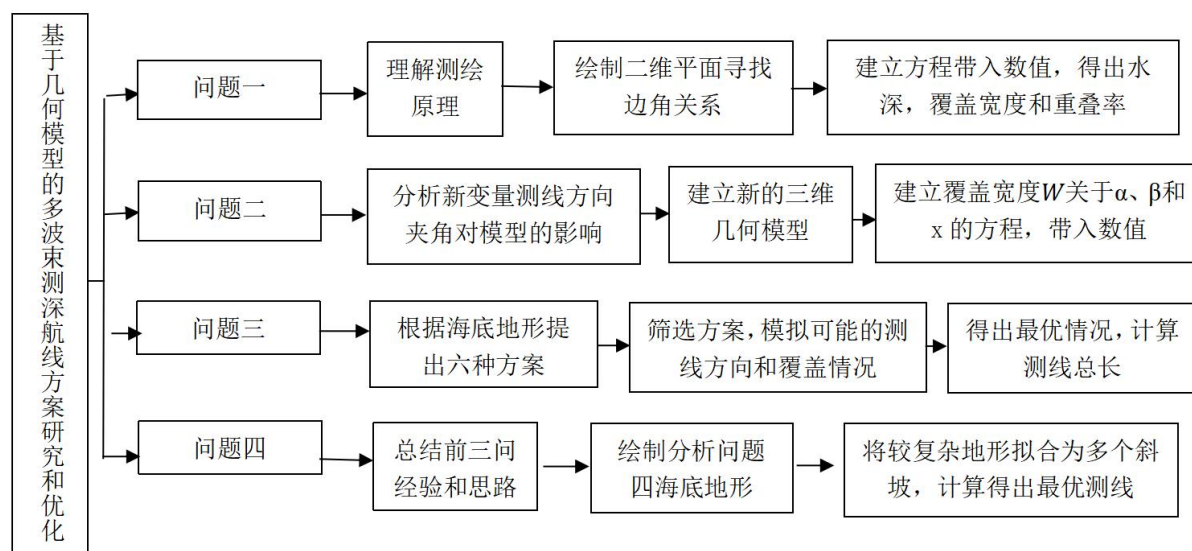 基于几何模型的多波束测深航线方案研究和优化
问题一
理解测绘
原理
绘制二维平面寻找
边角关系
建立方程带入数值，得出水
深，覆盖宽度和重叠率
问题二
分析新变量测线方向
夹角对模型的影响
建立新的三维
几何模型
建立覆盖宽度W关于α、β和
x 的方程，带入数值
问题三
根据海底地形提
出六种方案
筛选方案，模拟可能的测
线方向和覆盖情况
得出最优情况，计算
测线总长
问题四
总结前三问
经验和思路
绘制分析问题
四海底地形
将较复杂地形拟合为多个斜
坡，计算得出最优测线